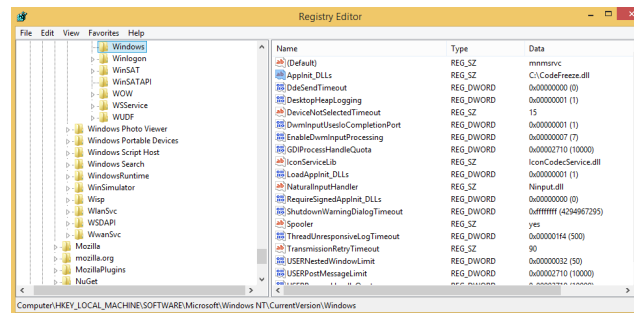 Registry Editor
File Edit View Favorites Help
Windows
Winlogon
WinSAT
WinSATAPI
WOW
WSService
WUDF
Windows Photo Viewer
Windows Portable Devices
Windows Script Host
Windows Search
WindowsRuntime
WinSimulator
Wisp
WlanSvc
WSDAPI
WwanSvc
Mozilla
mozilla.org
MozillaPlugins
NuGet
Name Type Data
(Default) REG_SZ mnmsrvc
AppInit_DLLs REG_SZ C:\CodeFreeze.dll
DdeSendTimeout REG_DWORD 0x00000000 (0)
DesktopHeapLogging REG_DWORD 0x00000001 (1)
DeviceNotSelectedTimeout REG_SZ 15
DwmInputUsesIoCompletionPort REG_DWORD 0x00000001 (1)
EnableDwmInputProcessing REG_DWORD 0x00000007 (7)
GDIProcessHandleQuota REG_DWORD 0x00002710 (10000)
IconServiceLib REG_SZ IconCodecService.dll
LoadAppInit_DLLs REG_DWORD 0x00000001 (1)
NaturalInputHandler REG_SZ Ninput.dll
RequireSignedAppInit_DLLs REG_DWORD 0x00000000 (0)
ShutdownWarningDialogTimeout REG_DWORD 0xffffffff (4294967295)
Spooler REG_SZ yes
ThreadUnresponsiveLogTimeout REG_DWORD 0x000001f4 (500)
TransmissionRetryTimeout REG_SZ 90
USERNestedWindowLimit REG_DWORD 0x00000032 (50)
USERPostMessageLimit REG_DWORD 0x00002710 (10000)
Computer\HKEY_LOCAL_MACHINE\SOFTWARE\Microsoft\Windows NT\CurrentVersion\Windows